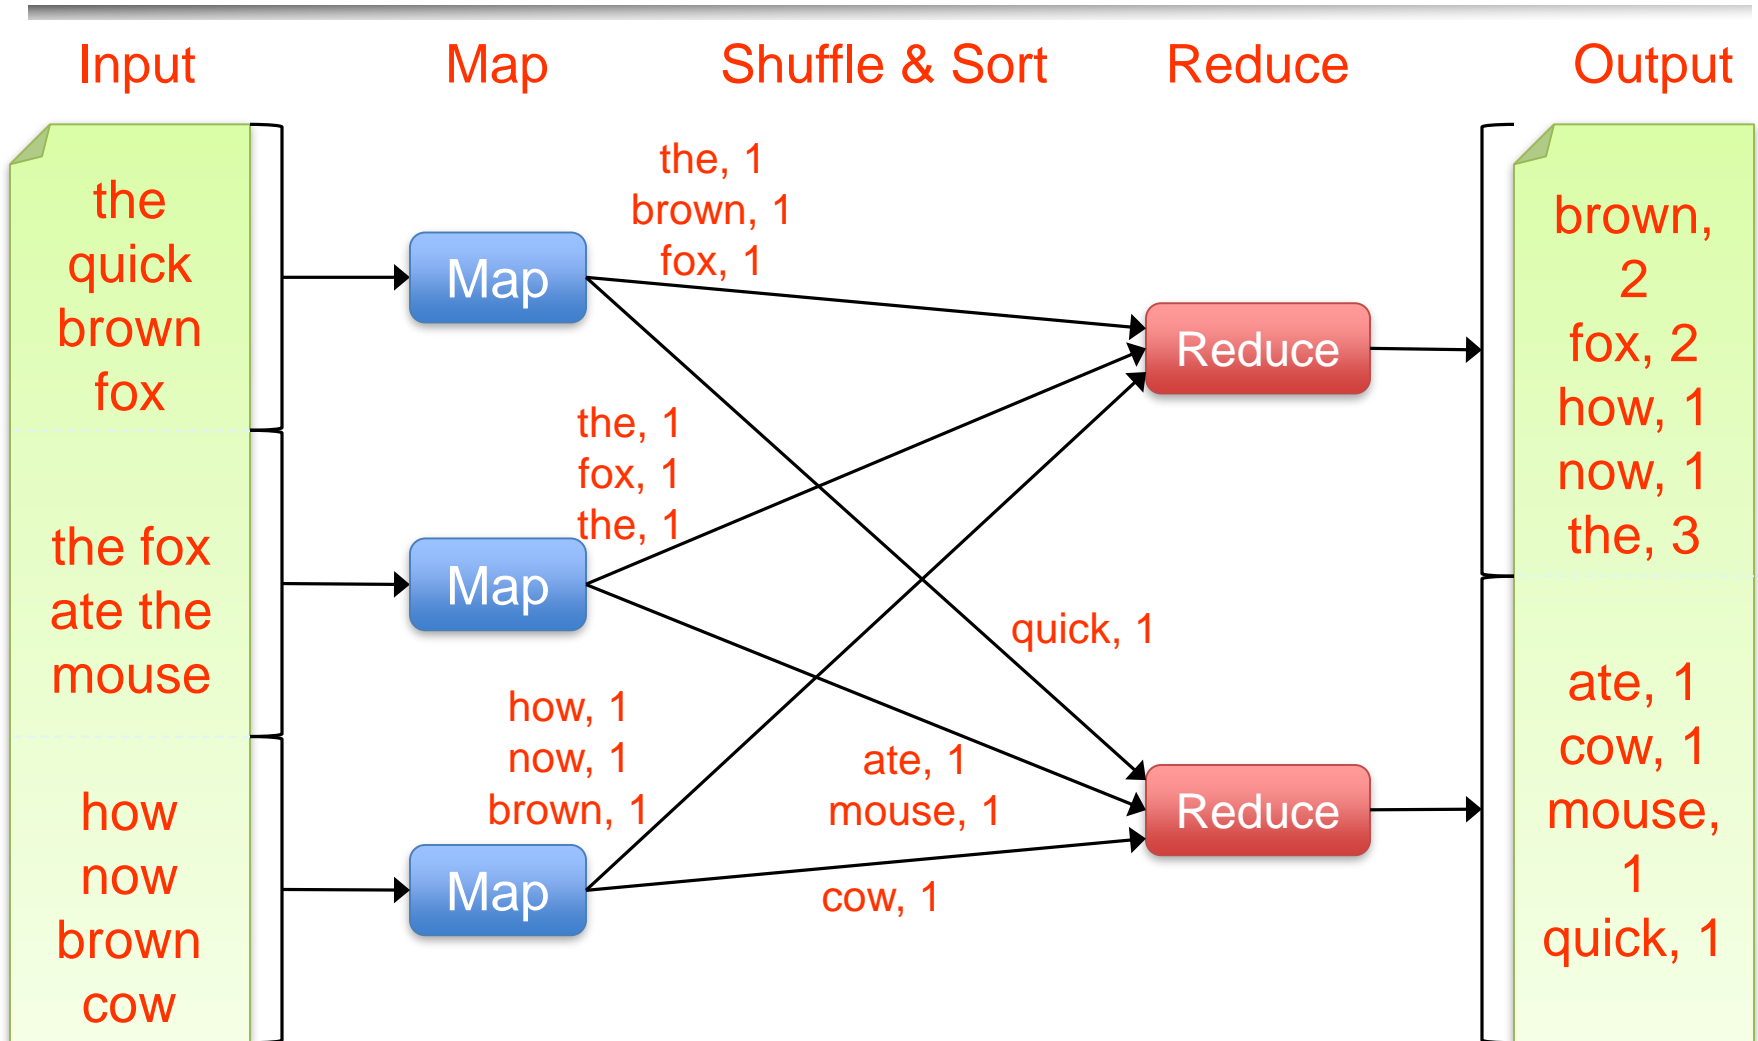 Input
Map
Shuffle & Sort
Reduce
Output
the
quick
brown
fox
the fox
ate the
mouse
how
now
brown
cow
Map
Map
Map
the, 1
brown, 1
fox, 1
the, 1
fox, 1
the, 1
how, 1
now, 1
brown, 1
quick, 1
ate, 1
mouse, 1
cow, 1
Reduce
Reduce
brown,
2
fox, 2
how, 1
now, 1
the, 3
ate, 1
cow, 1
mouse,
1
quick, 1